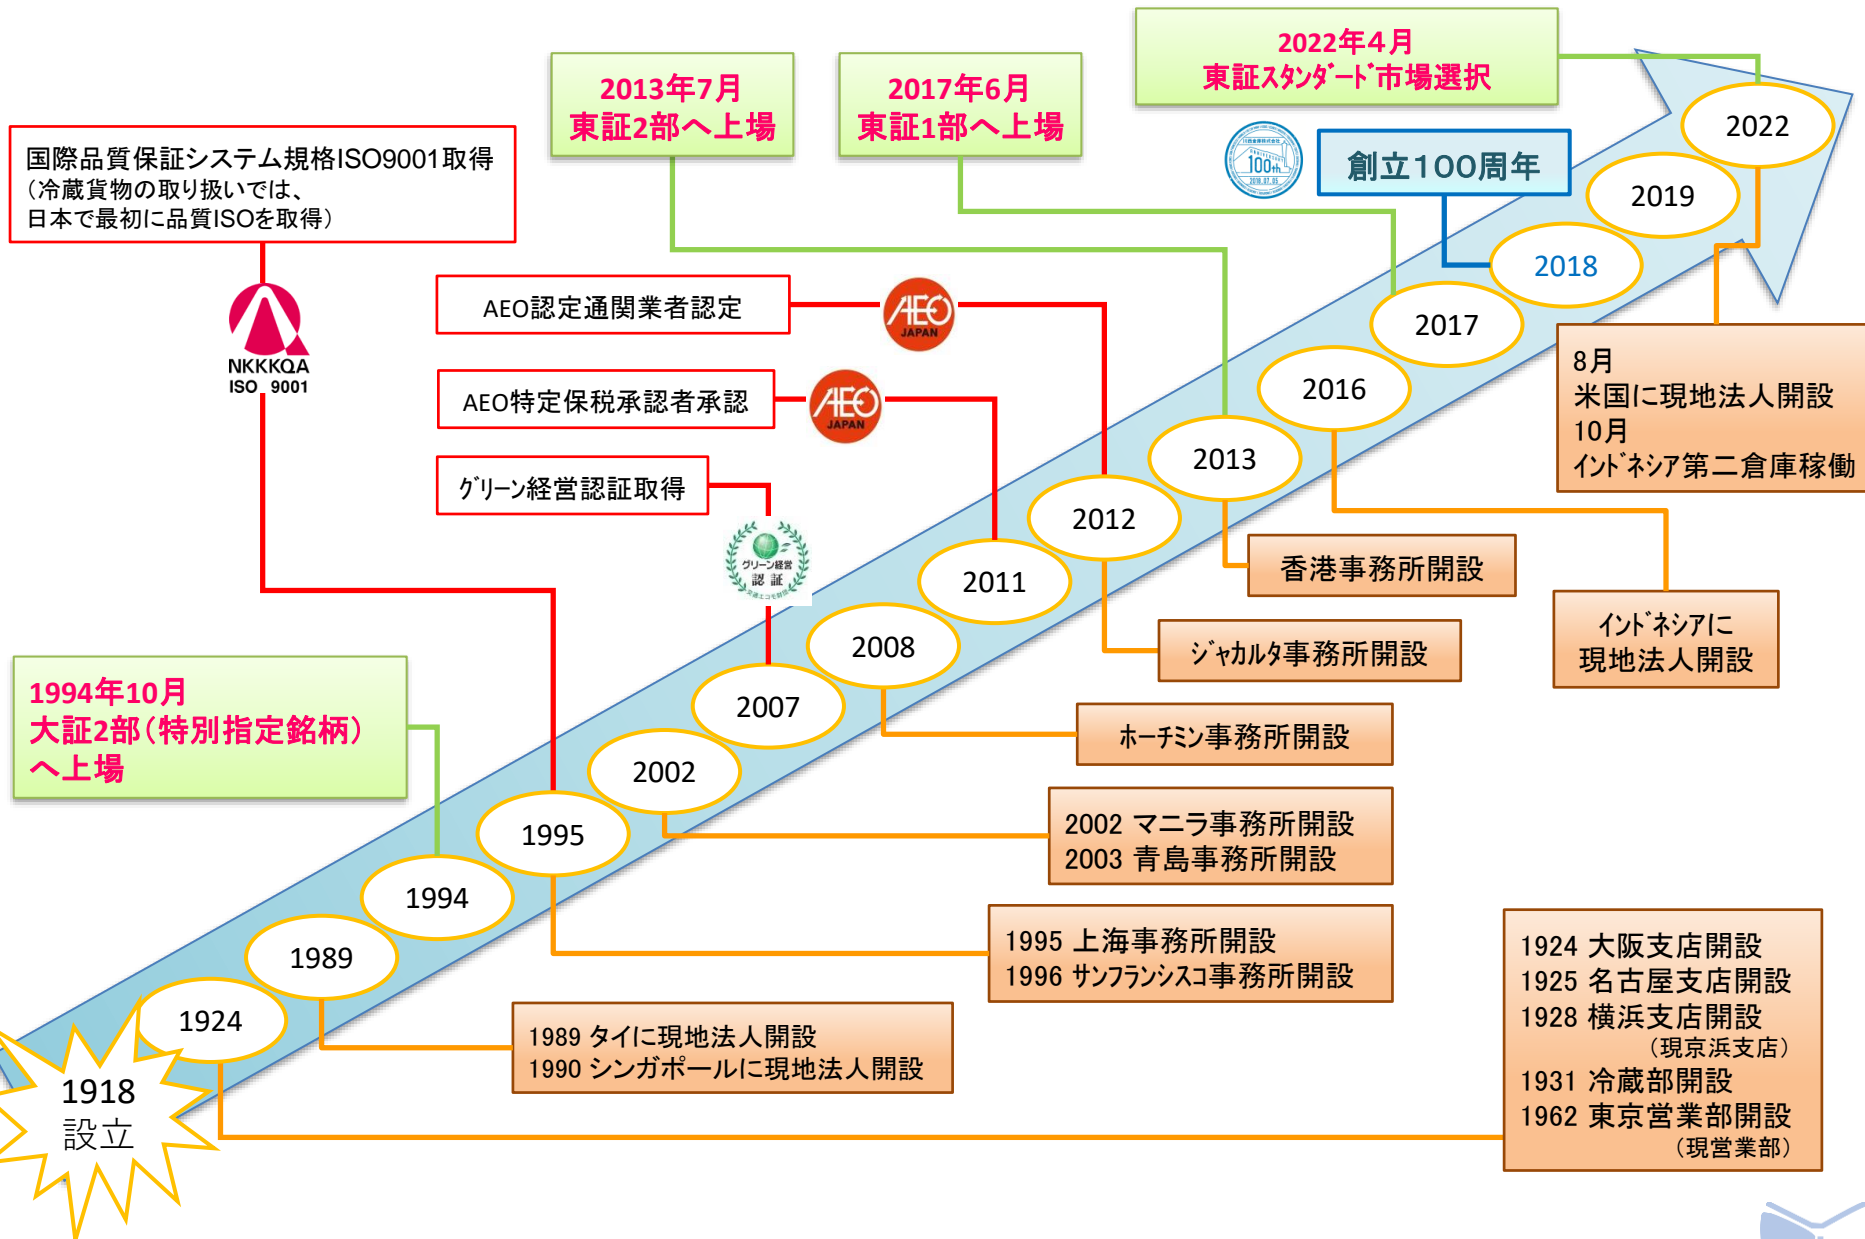 2022年4月
東証スタンダード市場選択
2013年7月
東証2部へ上場
2017年6月
東証1部へ上場
国際品質保証システム規格ISO9001取得
(冷蔵貨物の取り扱いでは、
日本で最初に品質ISOを取得)
NKKKQA
ISO 9001
100th
2018.07.05
創立100周年
2022
2019
2018
2017
2016
2013
2012
2011
2008
2007
2002
1995
1994
1989
1924
1918
設立
AEO認定通関業者認定
AEO
JAPAN
AEO特定保税承認者承認
AEO
JAPAN
グリーン経営認証取得
グリーン経営
認証
8月
米国に現地法人開設
10月
インドネシア第二倉庫稼働
香港事務所開設
インドネシアに
現地法人開設
ジャカルタ事務所開設
ホーチミン事務所開設
1994年10月
大証2部(特別指定銘柄)
へ上場
2002 マニラ事務所開設
2003 青島事務所開設
1995 上海事務所開設
1996 サンフランシスコ事務所開設
1989 タイに現地法人開設
1990 シンガポールに現地法人開設
1924 大阪支店開設
1925 名古屋支店開設
1928 横浜支店開設
(現京浜支店)
1931 冷蔵部開設
1962 東京営業部開設
(現営業部)